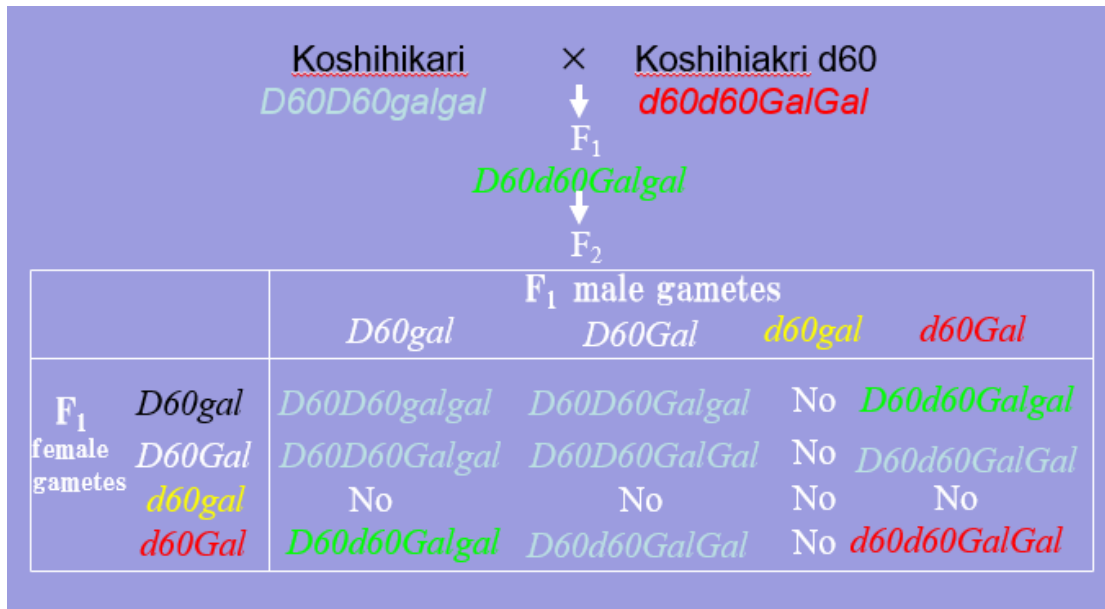 Koshihikari × Koshihiakri d60
D60D60galgal d60d60GalGal
F1
D60d60Galgal
F2
F1 male gametes
D60gal D60Gal d60gal d60Gal
F1 female gametes
D60gal D60D60galgal D60D60Galgal No D60d60Galgal
D60Gal D60D60Galgal D60D60GalGal No D60d60GalGal
d60gal No No No No
d60Gal D60d60Galgal D60d60GalGal No d60d60GalGal